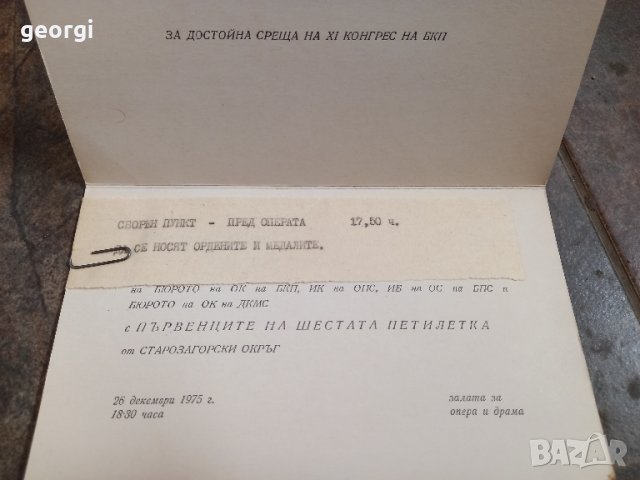 georgi
ЗА ДОСТОЙНА СРЕЩА НА XI КОНГРЕС НА БКП
СБОРЕН ПУНКТ - ПРЕД ОПЕРАТА 17,50 ч.
СЕ НОСЯТ ОРДЕНИТЕ И МЕДАЛИТЕ.
на БЮРОТО на ОК на БКП, ИК на ОНС, ИБ на ОС на БПС и
БЮРОТО на ОК на ДКМС
с ПЪРВЕНЦИТЕ НА ШЕСТАТА ПЕТИЛЕТКА
от СТАРОЗАГОРСКИ ОКРЪГ
26 декември 1975 г.
18·30 часа
залата за
опера и драма
BAZAR.bg